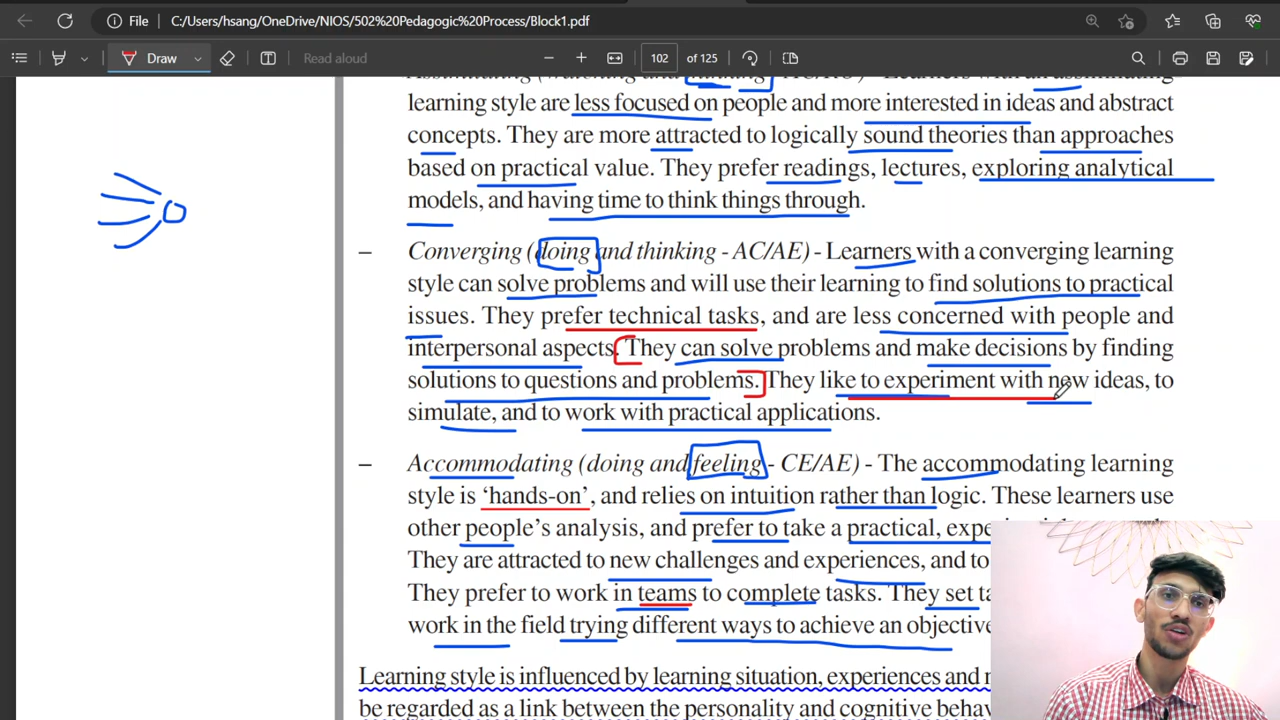 File C:/Users/hsang/OneDrive/NIOS/502%20Pedagogic%20Process/Block1.pdf
Draw Read aloud 102 of 125
Assimilating (watching and thinking - AC/RO) - Learners with an assimilating
learning style are less focused on people and more interested in ideas and abstract
concepts. They are more attracted to logically sound theories than approaches
based on practical value. They prefer readings, lectures, exploring analytical
models, and having time to think things through.
– Converging (doing and thinking - AC/AE) - Learners with a converging learning
style can solve problems and will use their learning to find solutions to practical
issues. They prefer technical tasks, and are less concerned with people and
interpersonal aspects. They can solve problems and make decisions by finding
solutions to questions and problems. They like to experiment with new ideas, to
simulate, and to work with practical applications.
– Accommodating (doing and feeling - CE/AE) - The accommodating learning
style is ‘hands-on’, and relies on intuition rather than logic. These learners use
other people’s analysis, and prefer to take a practical,
They are attracted to new challenges and experiences, and to
They prefer to work in teams to complete tasks. They set
work in the field trying different ways to achieve an objective
Learning style is influenced by learning situation, experiences and
be regarded as a link between the personality and cognitive